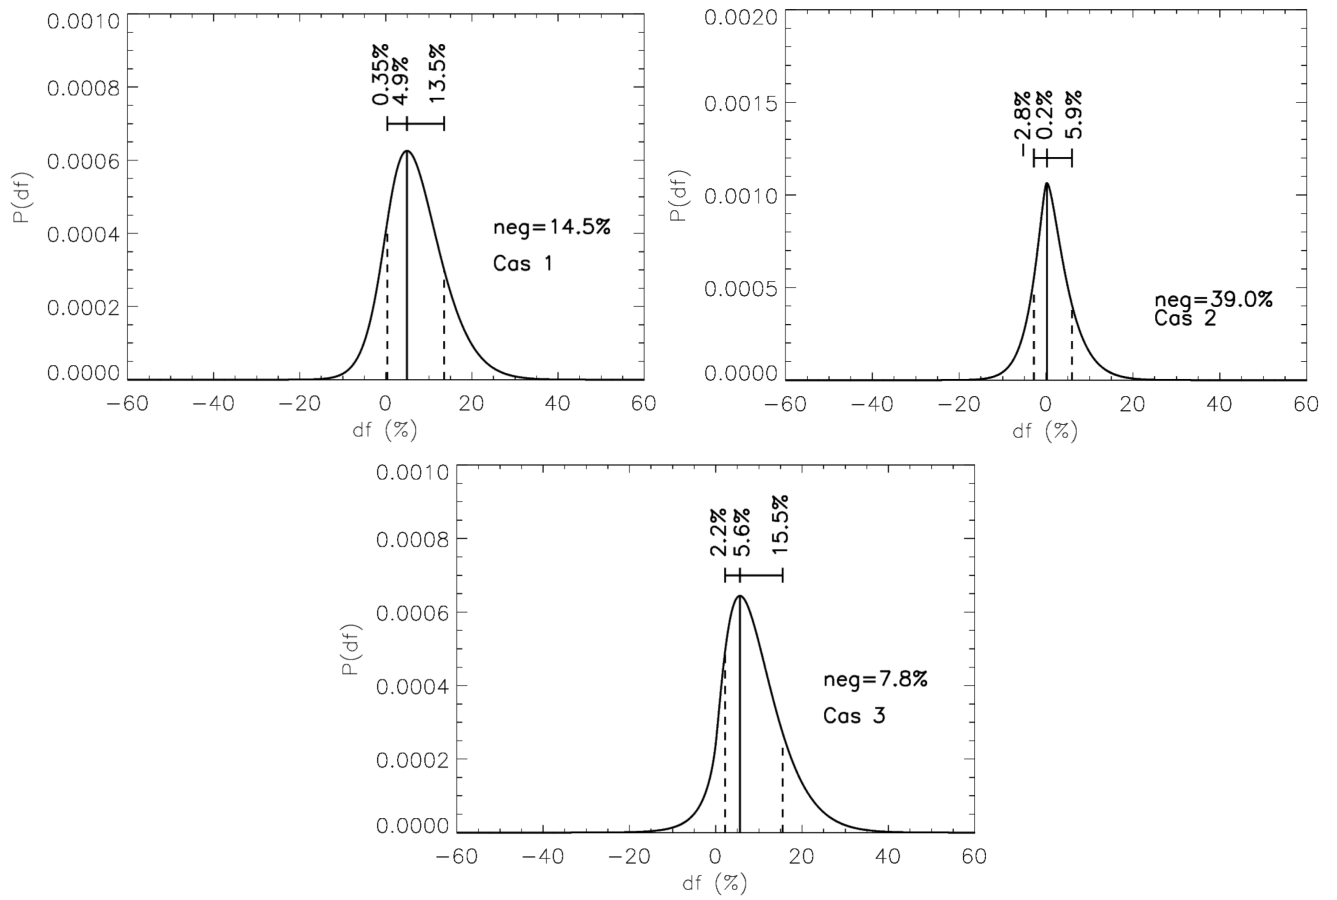 0.0010
0.0008
0.0006
0.0004
0.0002
0.0000
P(df)
0.35%
4.9%
13.5%
neg=14.5%
Cas 1
−60 −40 −20 0 20 40 60
df (%)
0.0020
0.0015
0.0010
0.0005
0.0000
P(df)
−2.8%
0.2%
5.9%
neg=39.0%
Cas 2
−60 −40 −20 0 20 40 60
df (%)
0.0010
0.0008
0.0006
0.0004
0.0002
0.0000
P(df)
2.2%
5.6%
15.5%
neg=7.8%
Cas 3
−60 −40 −20 0 20 40 60
df (%)